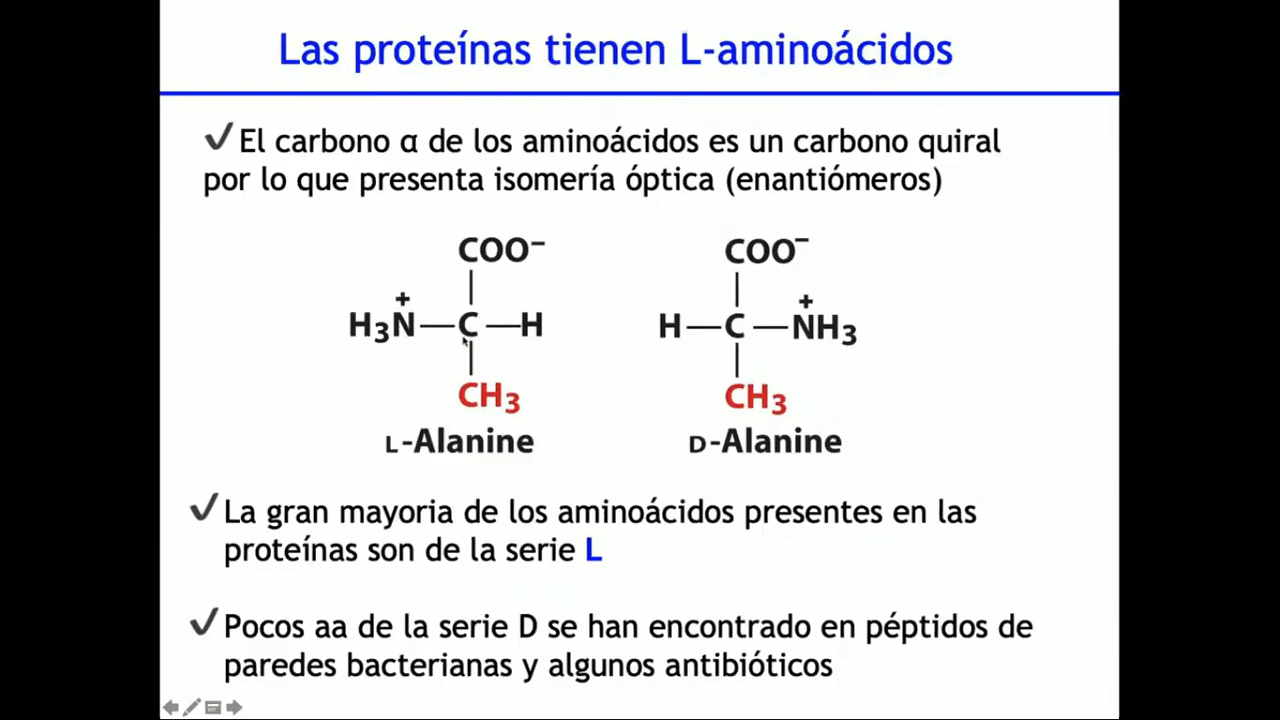 Las proteínas tienen L-aminoácidos
✓El carbono α de los aminoácidos es un carbono quiral
por lo que presenta isomería óptica (enantiómeros)
COO⁻ COO⁻
+ +
H₃N—C—H H—C—NH₃
CH₃ CH₃
L-Alanine D-Alanine
✓La gran mayoria de los aminoácidos presentes en las
proteínas son de la serie L
✓Pocos aa de la serie D se han encontrado en péptidos de
paredes bacterianas y algunos antibióticos